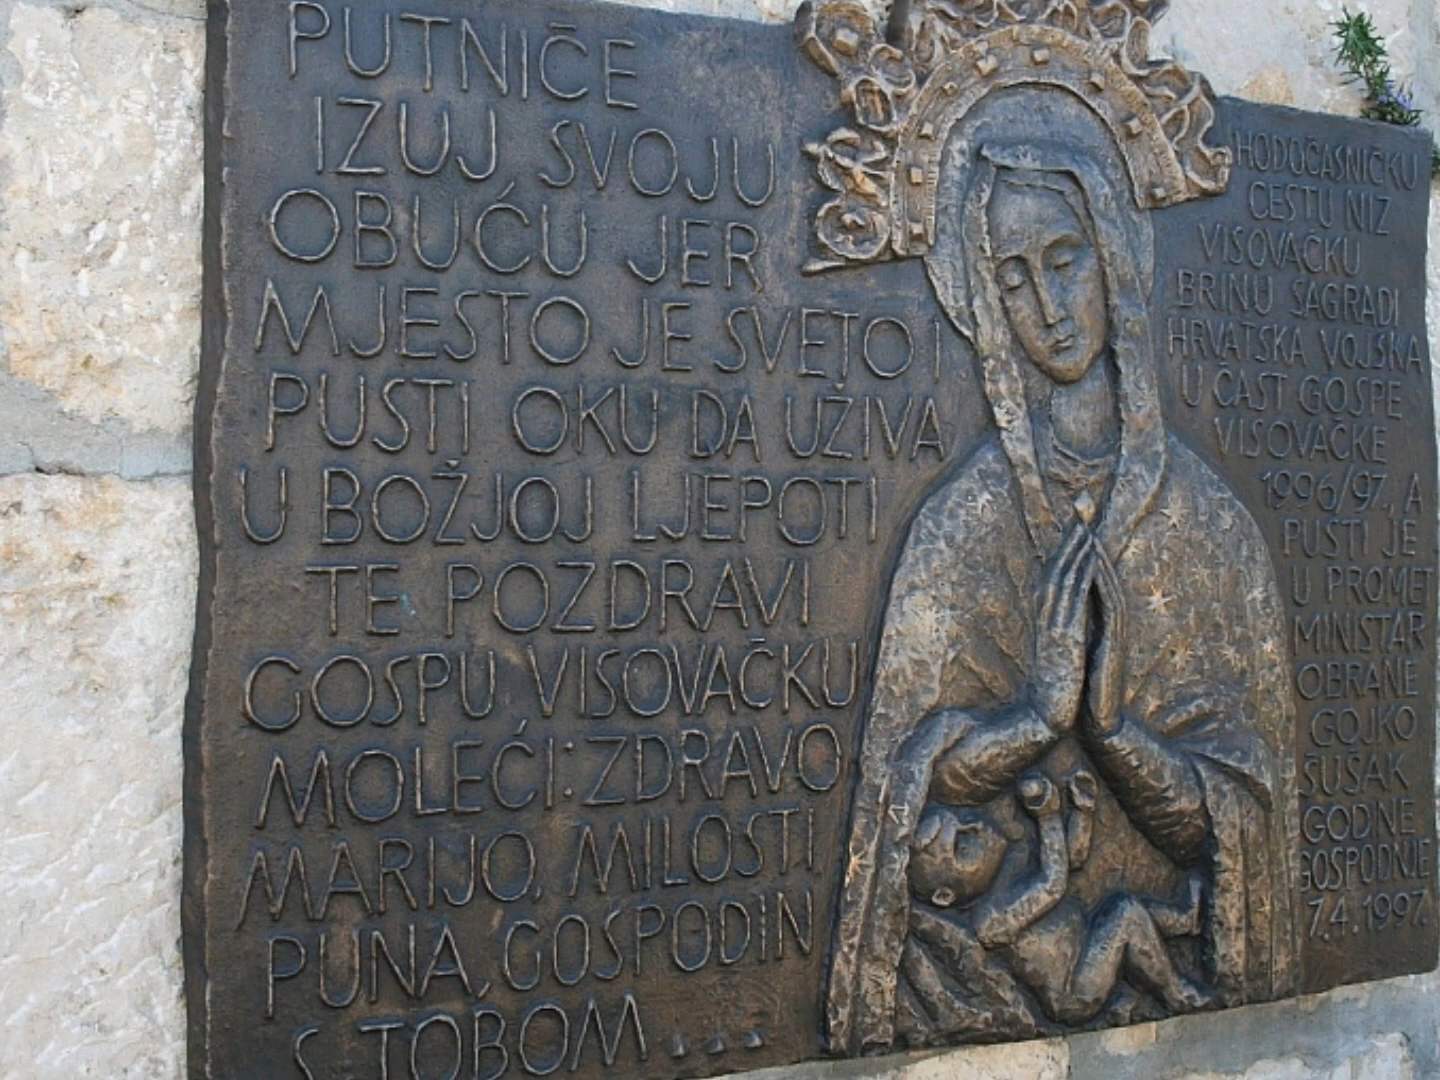 PUTNIČE
IZUJ SVOJU
OBUĆU JER
MJESTO JE SVETO I
PUSTI OKU DA UŽIVA
U BOŽJOJ LJEPOTI
TE POZDRAVI
GOSPU VISOVAČKU
MOLEĆI: ZDRAVO
MARIJO, MILOSTI
PUNA, GOSPODIN
S TOBOM...
HODOČASNIČKU
CESTU NIZ
VISOVAČKU
BRINU SAGRADI
HRVATSKA VOJSKA
U ČAST GOSPE
VISOVAČKE
1996/97, A
PUSTI JE
U PROMET
MINISTAR
OBRANE
GOJKO
ŠUŠAK
GODNE
GOSPODNJE
7.4.1997.